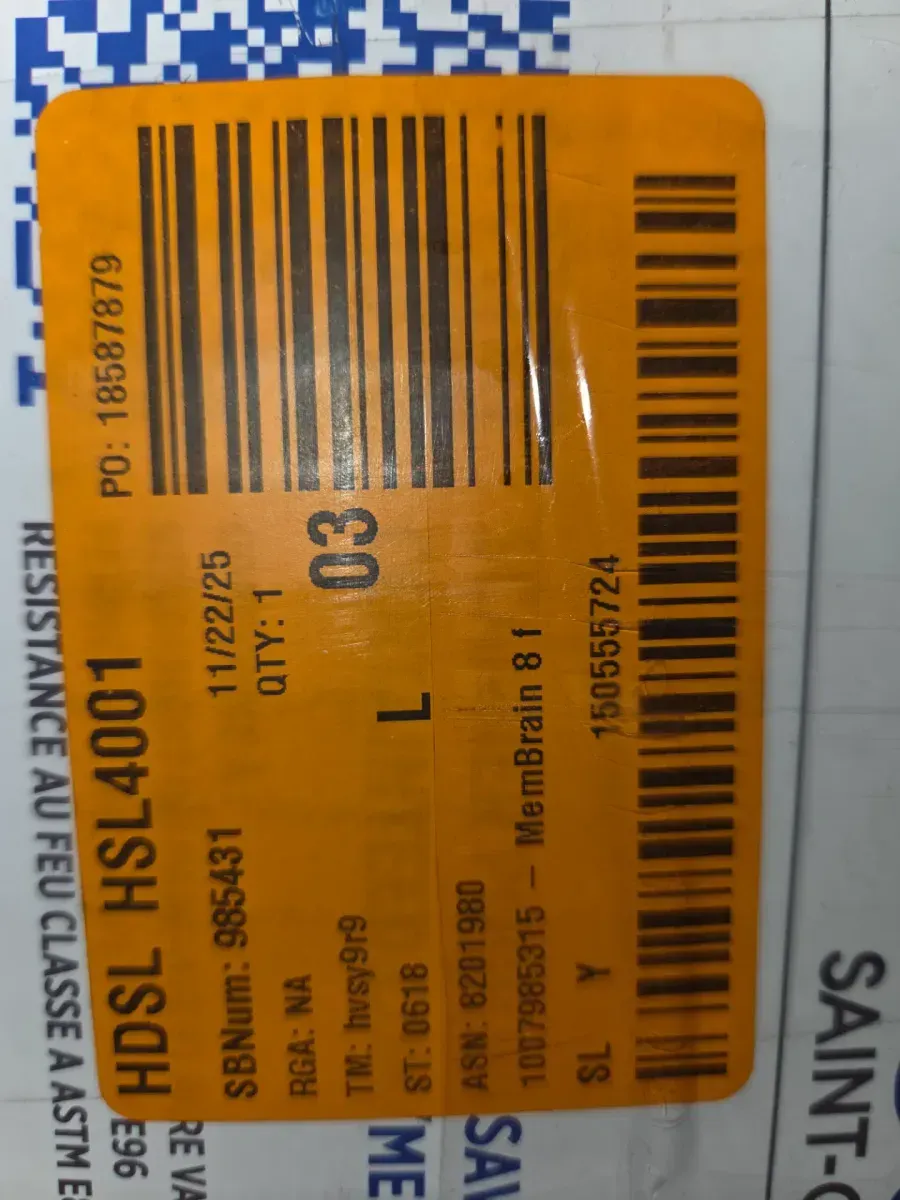 HDSL HSL4001
PO: 18587879
SBNum: 985431
11/22/25
RGA: NA
QTY: 1
TM: hvsy9r9
03
ST: 0618
L
ASN: 8201980
1007985315 – MemBrain 8 f
SL Y
150555724
RESISTANCE AU FEU CLASSE A ASTM
E96
RE VA
ME
SAV
SAINT-